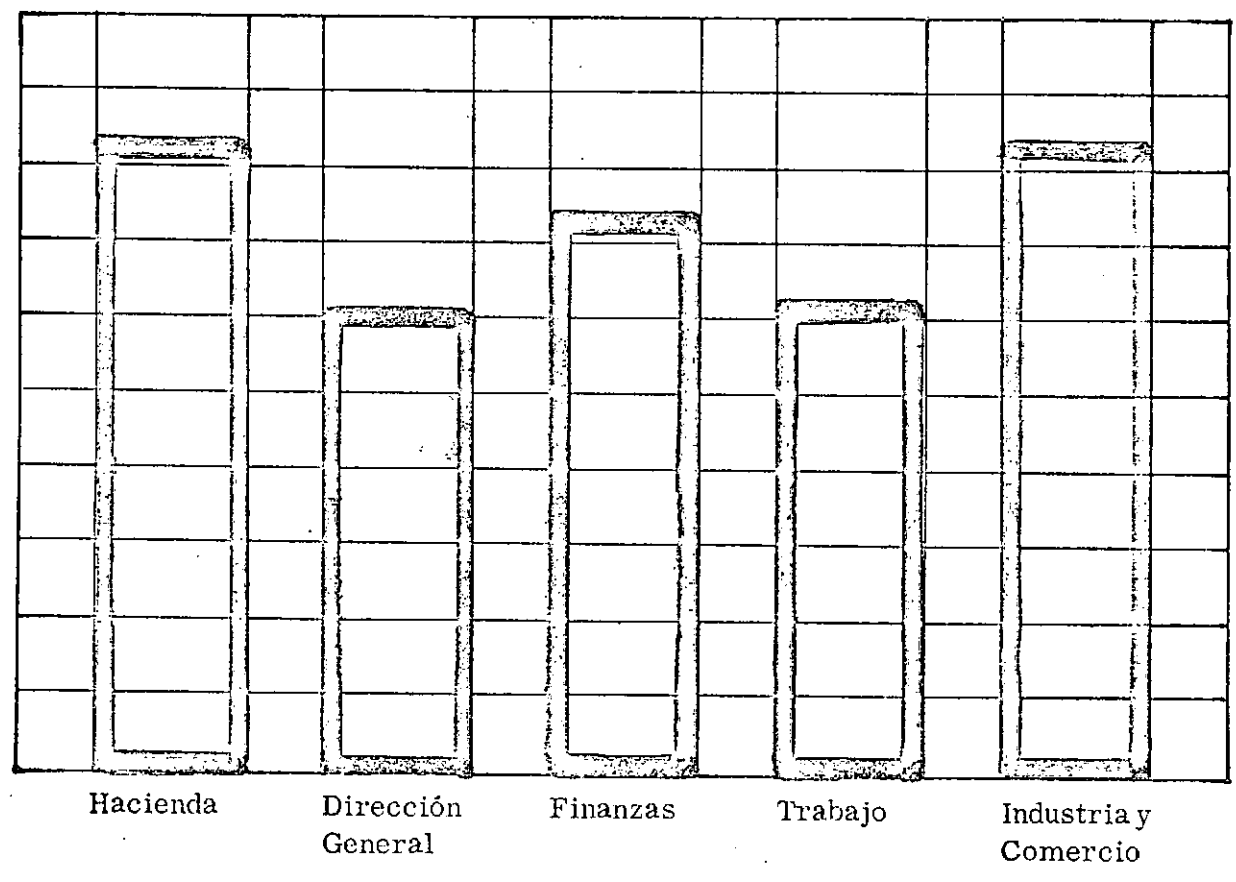 Hacienda
Dirección
General
Finanzas
Trabajo
Industria y
Comercio